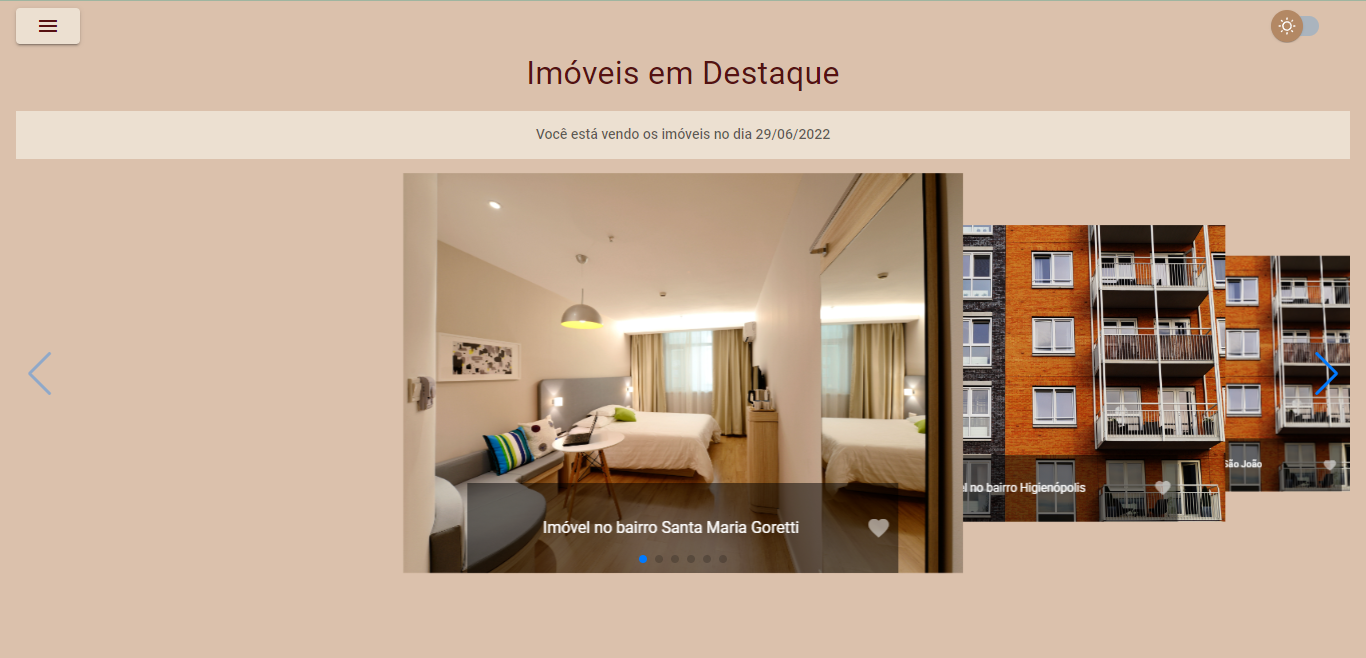 Imóveis em Destaque
Você está vendo os imóveis no dia 29/06/2022
Imóvel no bairro Santa Maria Goretti
no bairro Higienópolis
São João